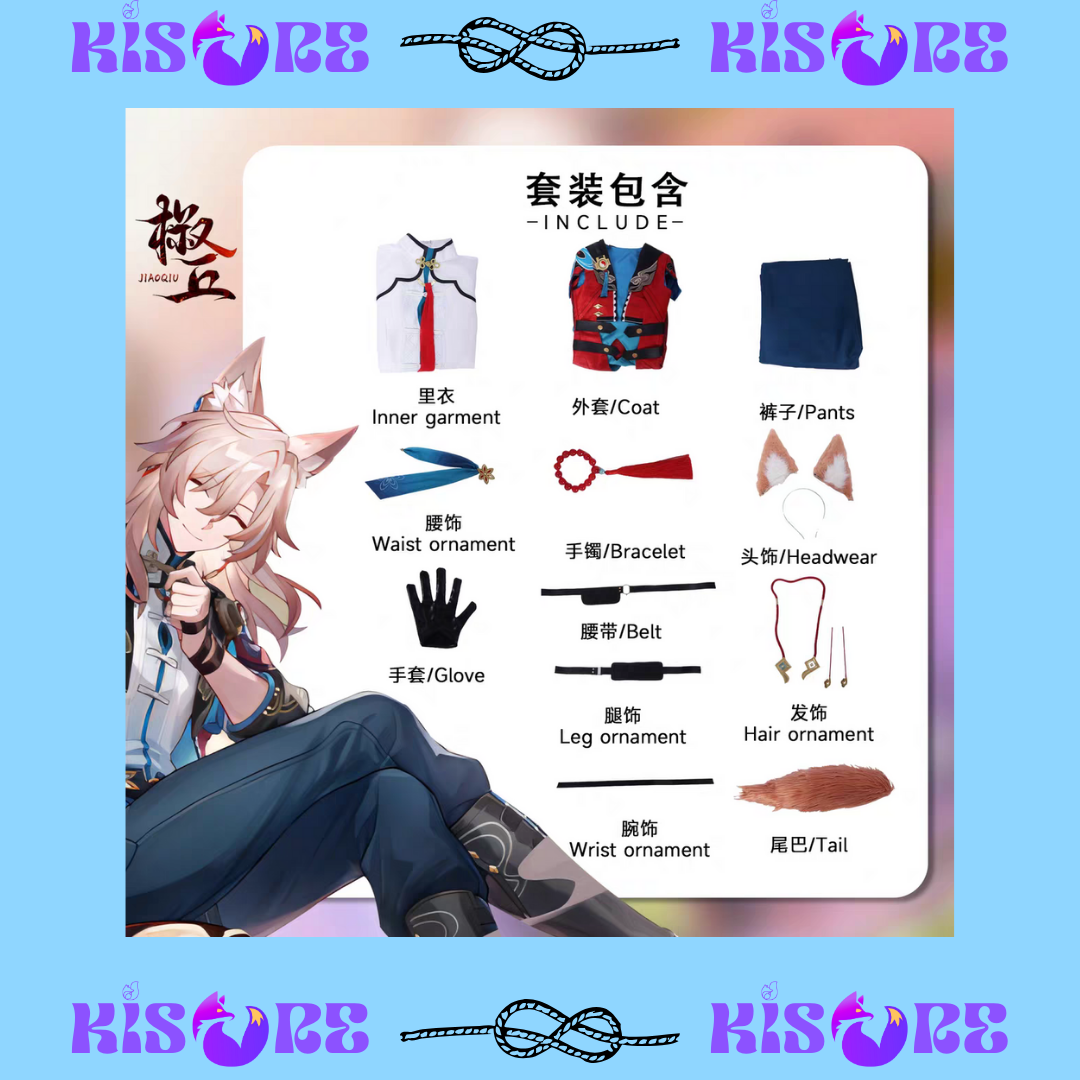 KiSURE
KiSURE
套装包含
-INCLUDE-
椒丘
JIAOQIU
里衣
Inner garment
外套/Coat
裤子/Pants
腰饰
Waist ornament
手镯/Bracelet
头饰/Headwear
手套/Glove
腰带/Belt
腿饰
Leg ornament
发饰
Hair ornament
腕饰
Wrist ornament
尾巴/Tail
KiSURE
KiSURE